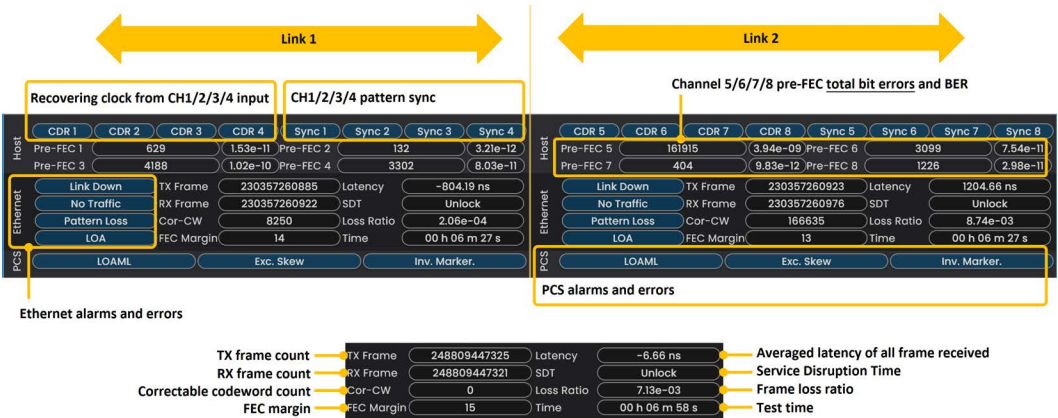 Link 1
Link 2
Recovering clock from CH1/2/3/4 input
CH1/2/3/4 pattern sync
Channel 5/6/7/8 pre-FEC total bit errors and BER
Host
CDR 1 CDR 2 CDR 3 CDR 4 Sync 1 Sync 2 Sync 3 Sync 4
Pre-FEC 1 629 1.53e-11 Pre-FEC 2 132 3.21e-12
Pre-FEC 3 4188 1.02e-10 Pre-FEC 4 3302 8.03e-11
Ethernet
Link Down TX Frame 230357260885 Latency -804.19 ns
No Traffic RX Frame 230357260922 SDT Unlock
Pattern Loss Cor-CW 8250 Loss Ratio 2.06e-04
LOA FEC Margin 14 Time 00 h 06 m 27 s
PCS
LOAML Exc. Skew Inv. Marker.
Host
CDR 5 CDR 6 CDR 7 CDR 8 Sync 5 Sync 6 Sync 7 Sync 8
Pre-FEC 5 161915 3.94e-09 Pre-FEC 6 3099 7.54e-11
Pre-FEC 7 404 9.83e-12 Pre-FEC 8 1226 2.98e-11
Ethernet
Link Down TX Frame 230357260923 Latency 1204.66 ns
No Traffic RX Frame 230357260976 SDT Unlock
Pattern Loss Cor-CW 166635 Loss Ratio 8.74e-03
LOA FEC Margin 13 Time 00 h 06 m 27 s
PCS
LOAML Exc. Skew Inv. Marker.
PCS alarms and errors
Ethernet alarms and errors
TX frame count TX Frame 248809447325 Latency -6.66 ns Averaged latency of all frame received
RX frame count RX Frame 248809447321 SDT Unlock Service Disruption Time
Correctable codeword count Cor-CW 0 Loss Ratio 7.13e-03 Frame loss ratio
FEC margin FEC Margin 15 Time 00 h 06 m 58 s Test time